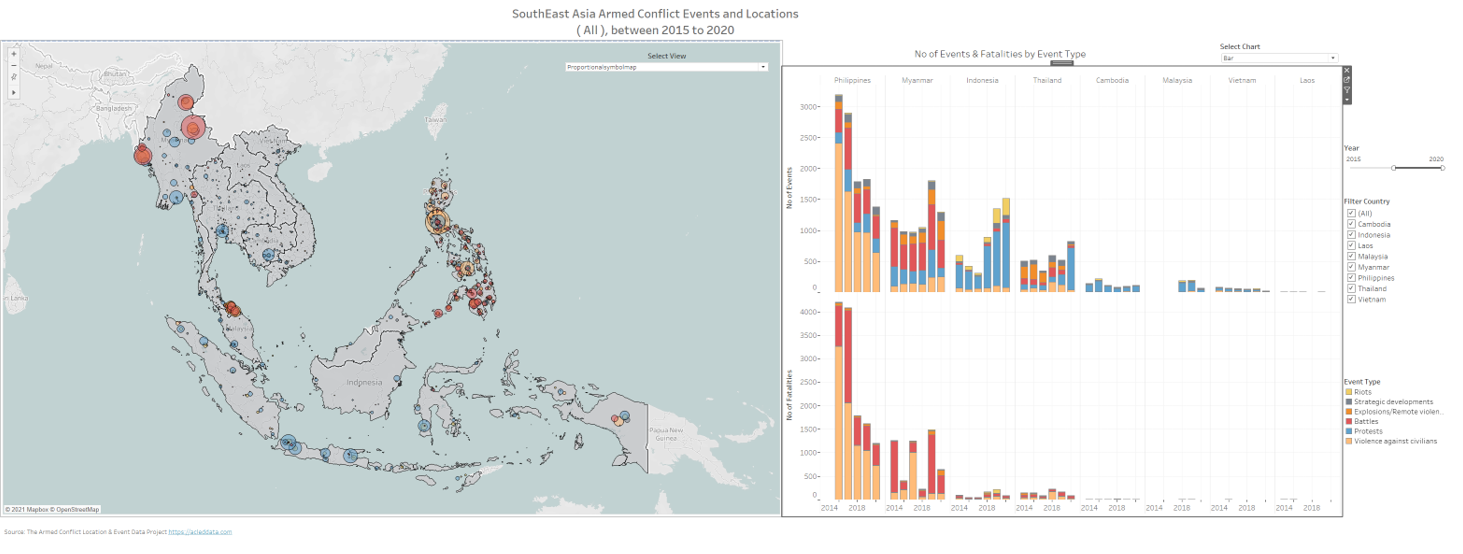 SouthEast Asia Armed Conflict Events and Locations
( All ), between 2015 to 2020
Select View
Proportionalsymbolmap
Nepal
Bhutan
Bangladesh
Taiwan
Malaysia
Indonesia
Papua New
Guinea
© 2021 Mapbox © OpenStreetMap
No of Events & Fatalities by Event Type
Select Chart
Bar
Philippines Myanmar Indonesia Thailand Cambodia Malaysia Vietnam Laos
No of Events
3000
2500
2000
1500
1000
500
0
No of Fatalities
4000
3500
3000
2500
2000
1500
1000
500
0
2014 2018 2014 2018 2014 2018 2014 2018 2014 2018 2014 2018 2014 2018 2014 2018
Year
2015 2020
Filter Country
(All)
Cambodia
Indonesia
Laos
Malaysia
Myanmar
Philippines
Thailand
Vietnam
Event Type
Riots
Strategic developments
Explosions/Remote violen...
Battles
Protests
Violence against civilians
Source: The Armed Conflict Location & Event Data Project https://acleddata.com